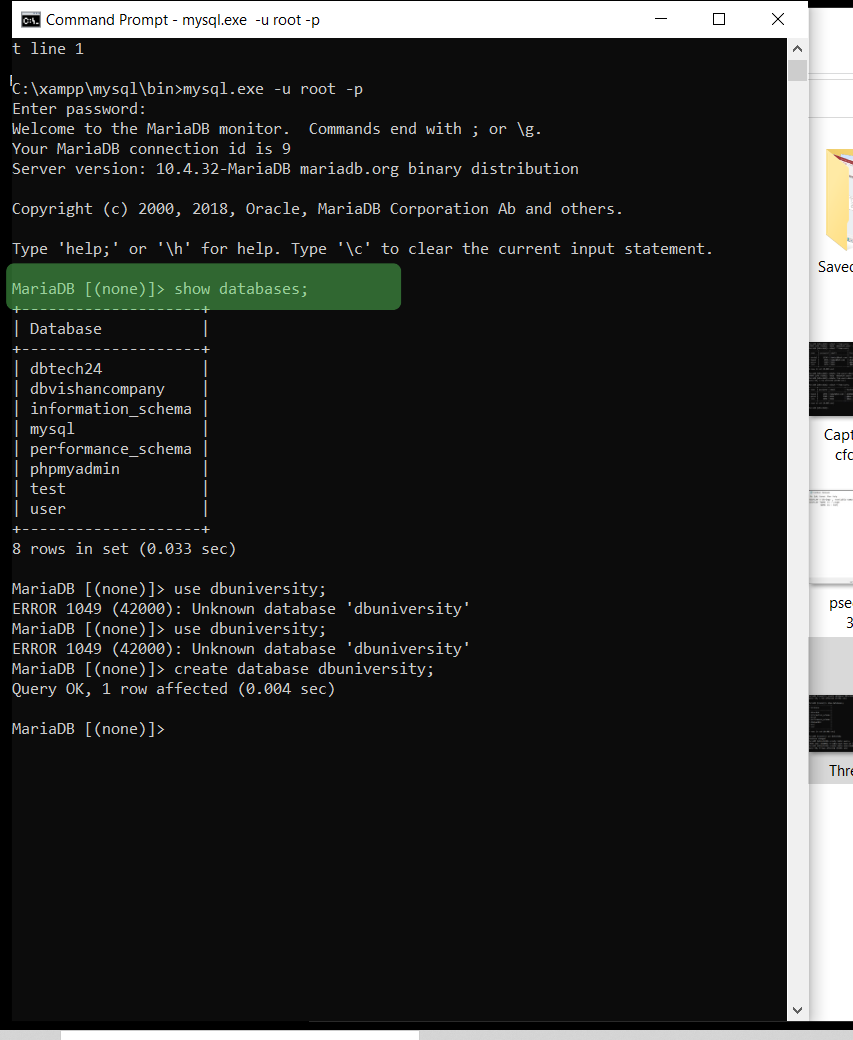 Command Prompt - mysql.exe -u root -p
t line 1
C:\xampp\mysql\bin>mysql.exe -u root -p
Enter password:
Welcome to the MariaDB monitor.  Commands end with ; or \g.
Your MariaDB connection id is 9
Server version: 10.4.32-MariaDB mariadb.org binary distribution
Copyright (c) 2000, 2018, Oracle, MariaDB Corporation Ab and others.
Type 'help;' or '\h' for help. Type '\c' to clear the current input statement.
MariaDB [(none)]> show databases;
+--------------------+
| Database           |
+--------------------+
| dbtech24           |
| dbvishancompany    |
| information_schema |
| mysql              |
| performance_schema |
| phpmyadmin         |
| test               |
| user               |
+--------------------+
8 rows in set (0.033 sec)
MariaDB [(none)]> use dbuniversity;
ERROR 1049 (42000): Unknown database 'dbuniversity'
MariaDB [(none)]> use dbuniversity;
ERROR 1049 (42000): Unknown database 'dbuniversity'
MariaDB [(none)]> create database dbuniversity;
Query OK, 1 row affected (0.004 sec)
MariaDB [(none)]>
Saved
Capt
cfc
pse
3
Thre